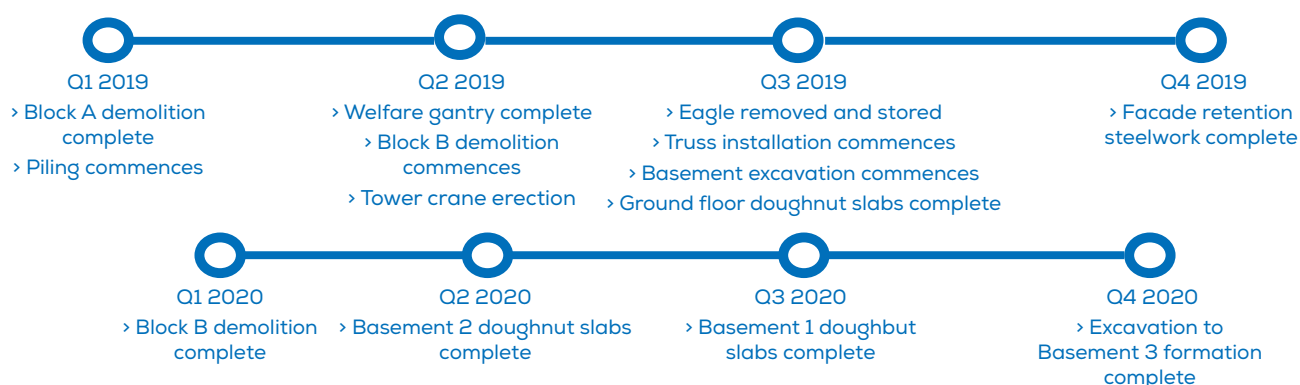 Q1 2019
> Block A demolition
complete
> Piling commences
Q2 2019
> Welfare gantry complete
> Block B demolition
commences
> Tower crane erection
Q3 2019
> Eagle removed and stored
> Truss installation commences
> Basement excavation commences
> Ground floor doughnut slabs complete
Q4 2019
> Facade retention
steelwork complete
Q1 2020
> Block B demolition
complete
Q2 2020
> Basement 2 doughnut slabs
complete
Q3 2020
> Basement 1 doughbut
slabs complete
Q4 2020
> Excavation to
Basement 3 formation
complete